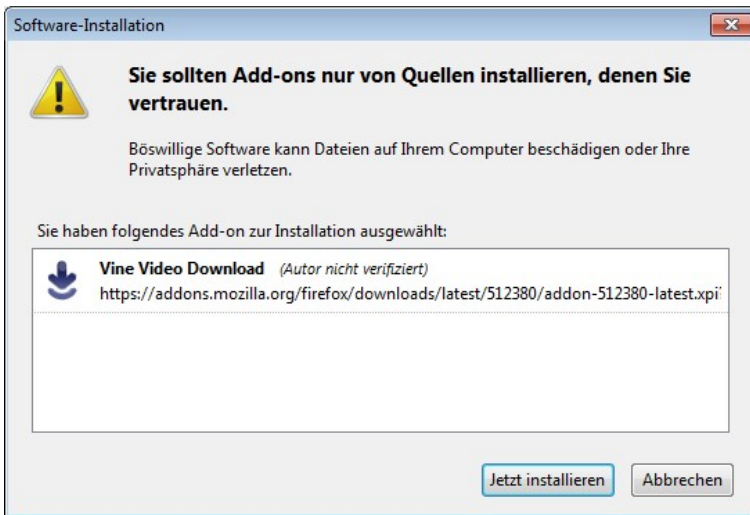 Software-Installation
Sie sollten Add-ons nur von Quellen installieren, denen Sie
vertrauen.
Böswillige Software kann Dateien auf Ihrem Computer beschädigen oder Ihre
Privatsphäre verletzen.
Sie haben folgendes Add-on zur Installation ausgewählt:
Vine Video Download (Autor nicht verifiziert)
https://addons.mozilla.org/firefox/downloads/latest/512380/addon-512380-latest.xpi?
Jetzt installieren Abbrechen